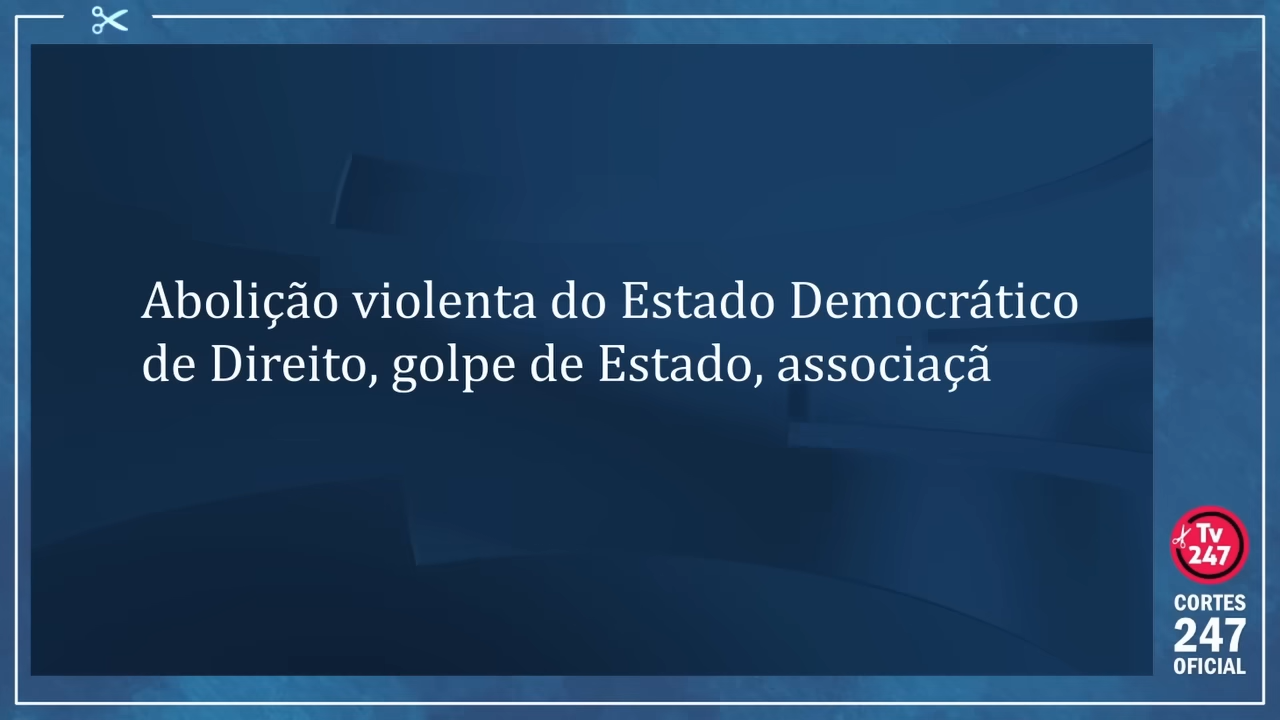 Abolição violenta do Estado Democrático
de Direito, golpe de Estado, associaçã
Tv
247
CORTES
247
OFICIAL